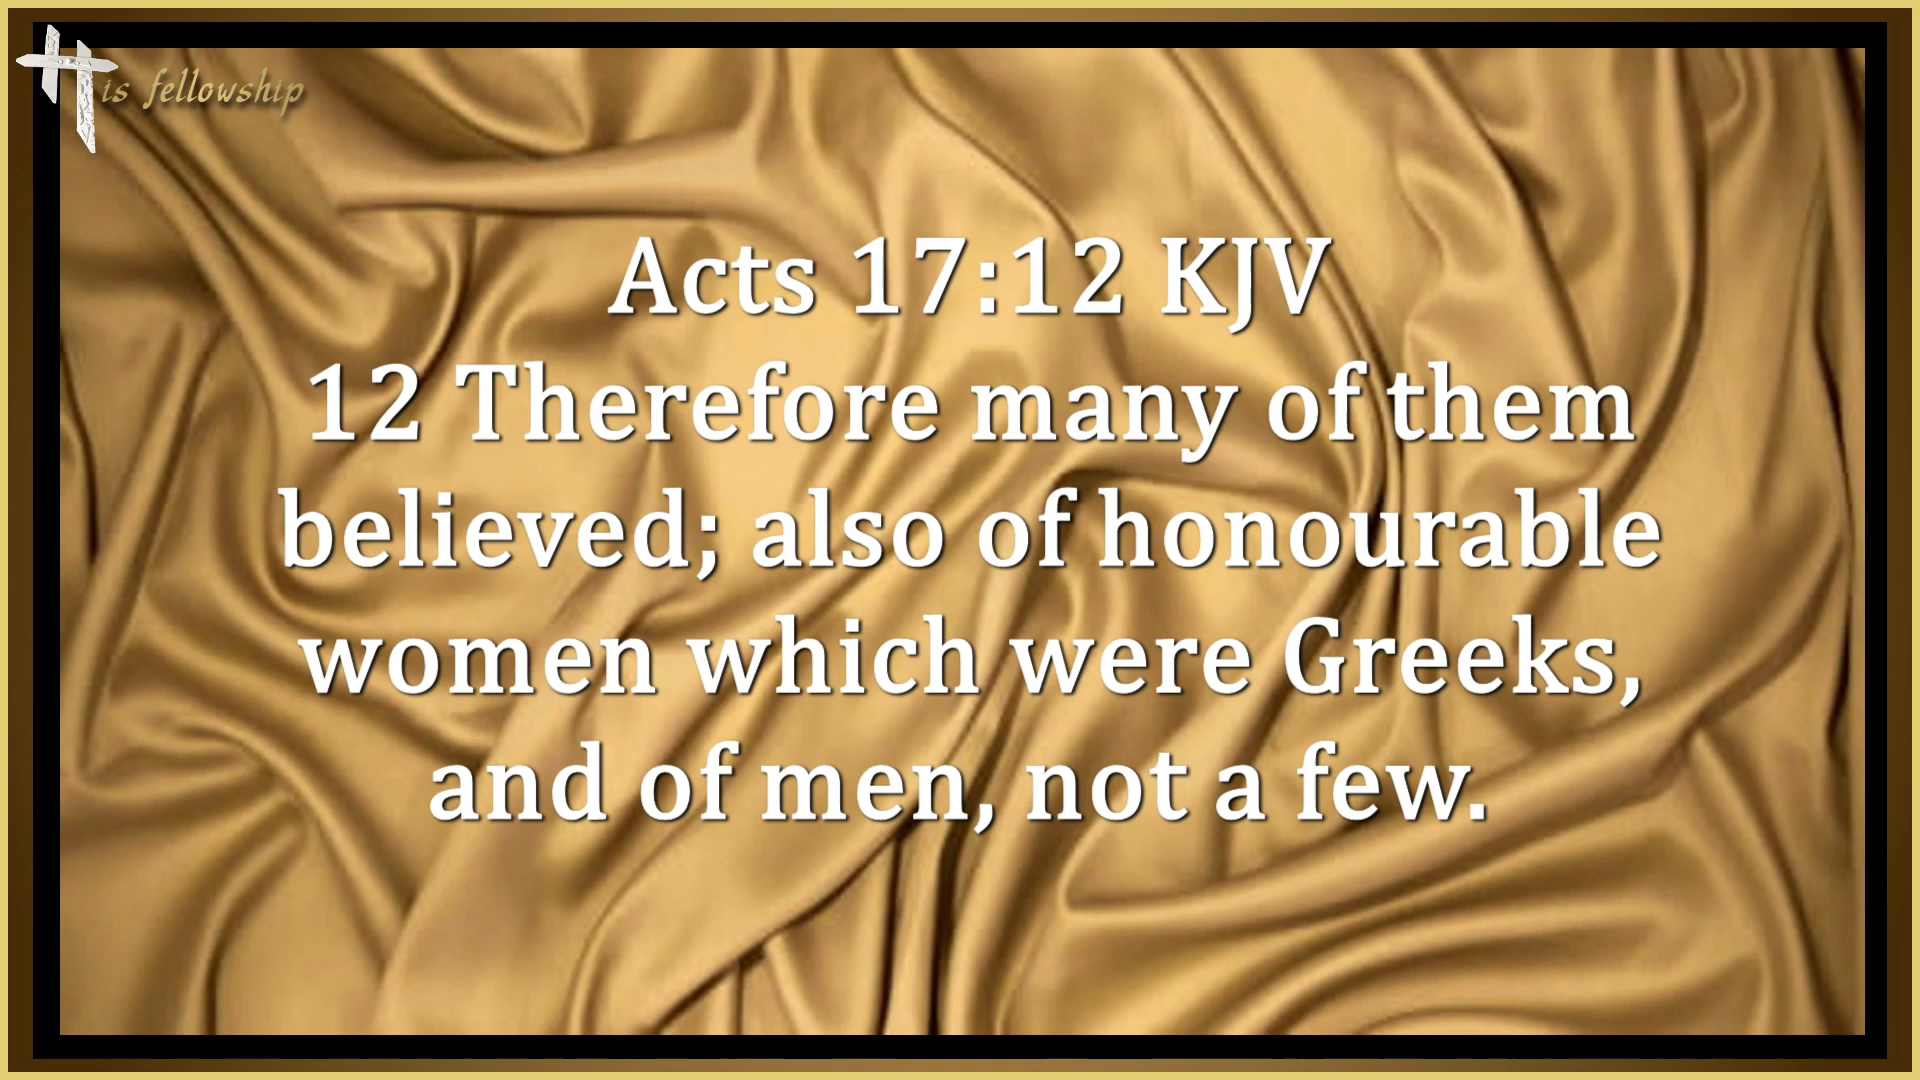 His fellowship
Acts 17:12 KJV
12 Therefore many of them
believed; also of honourable
women which were Greeks,
and of men, not a few.